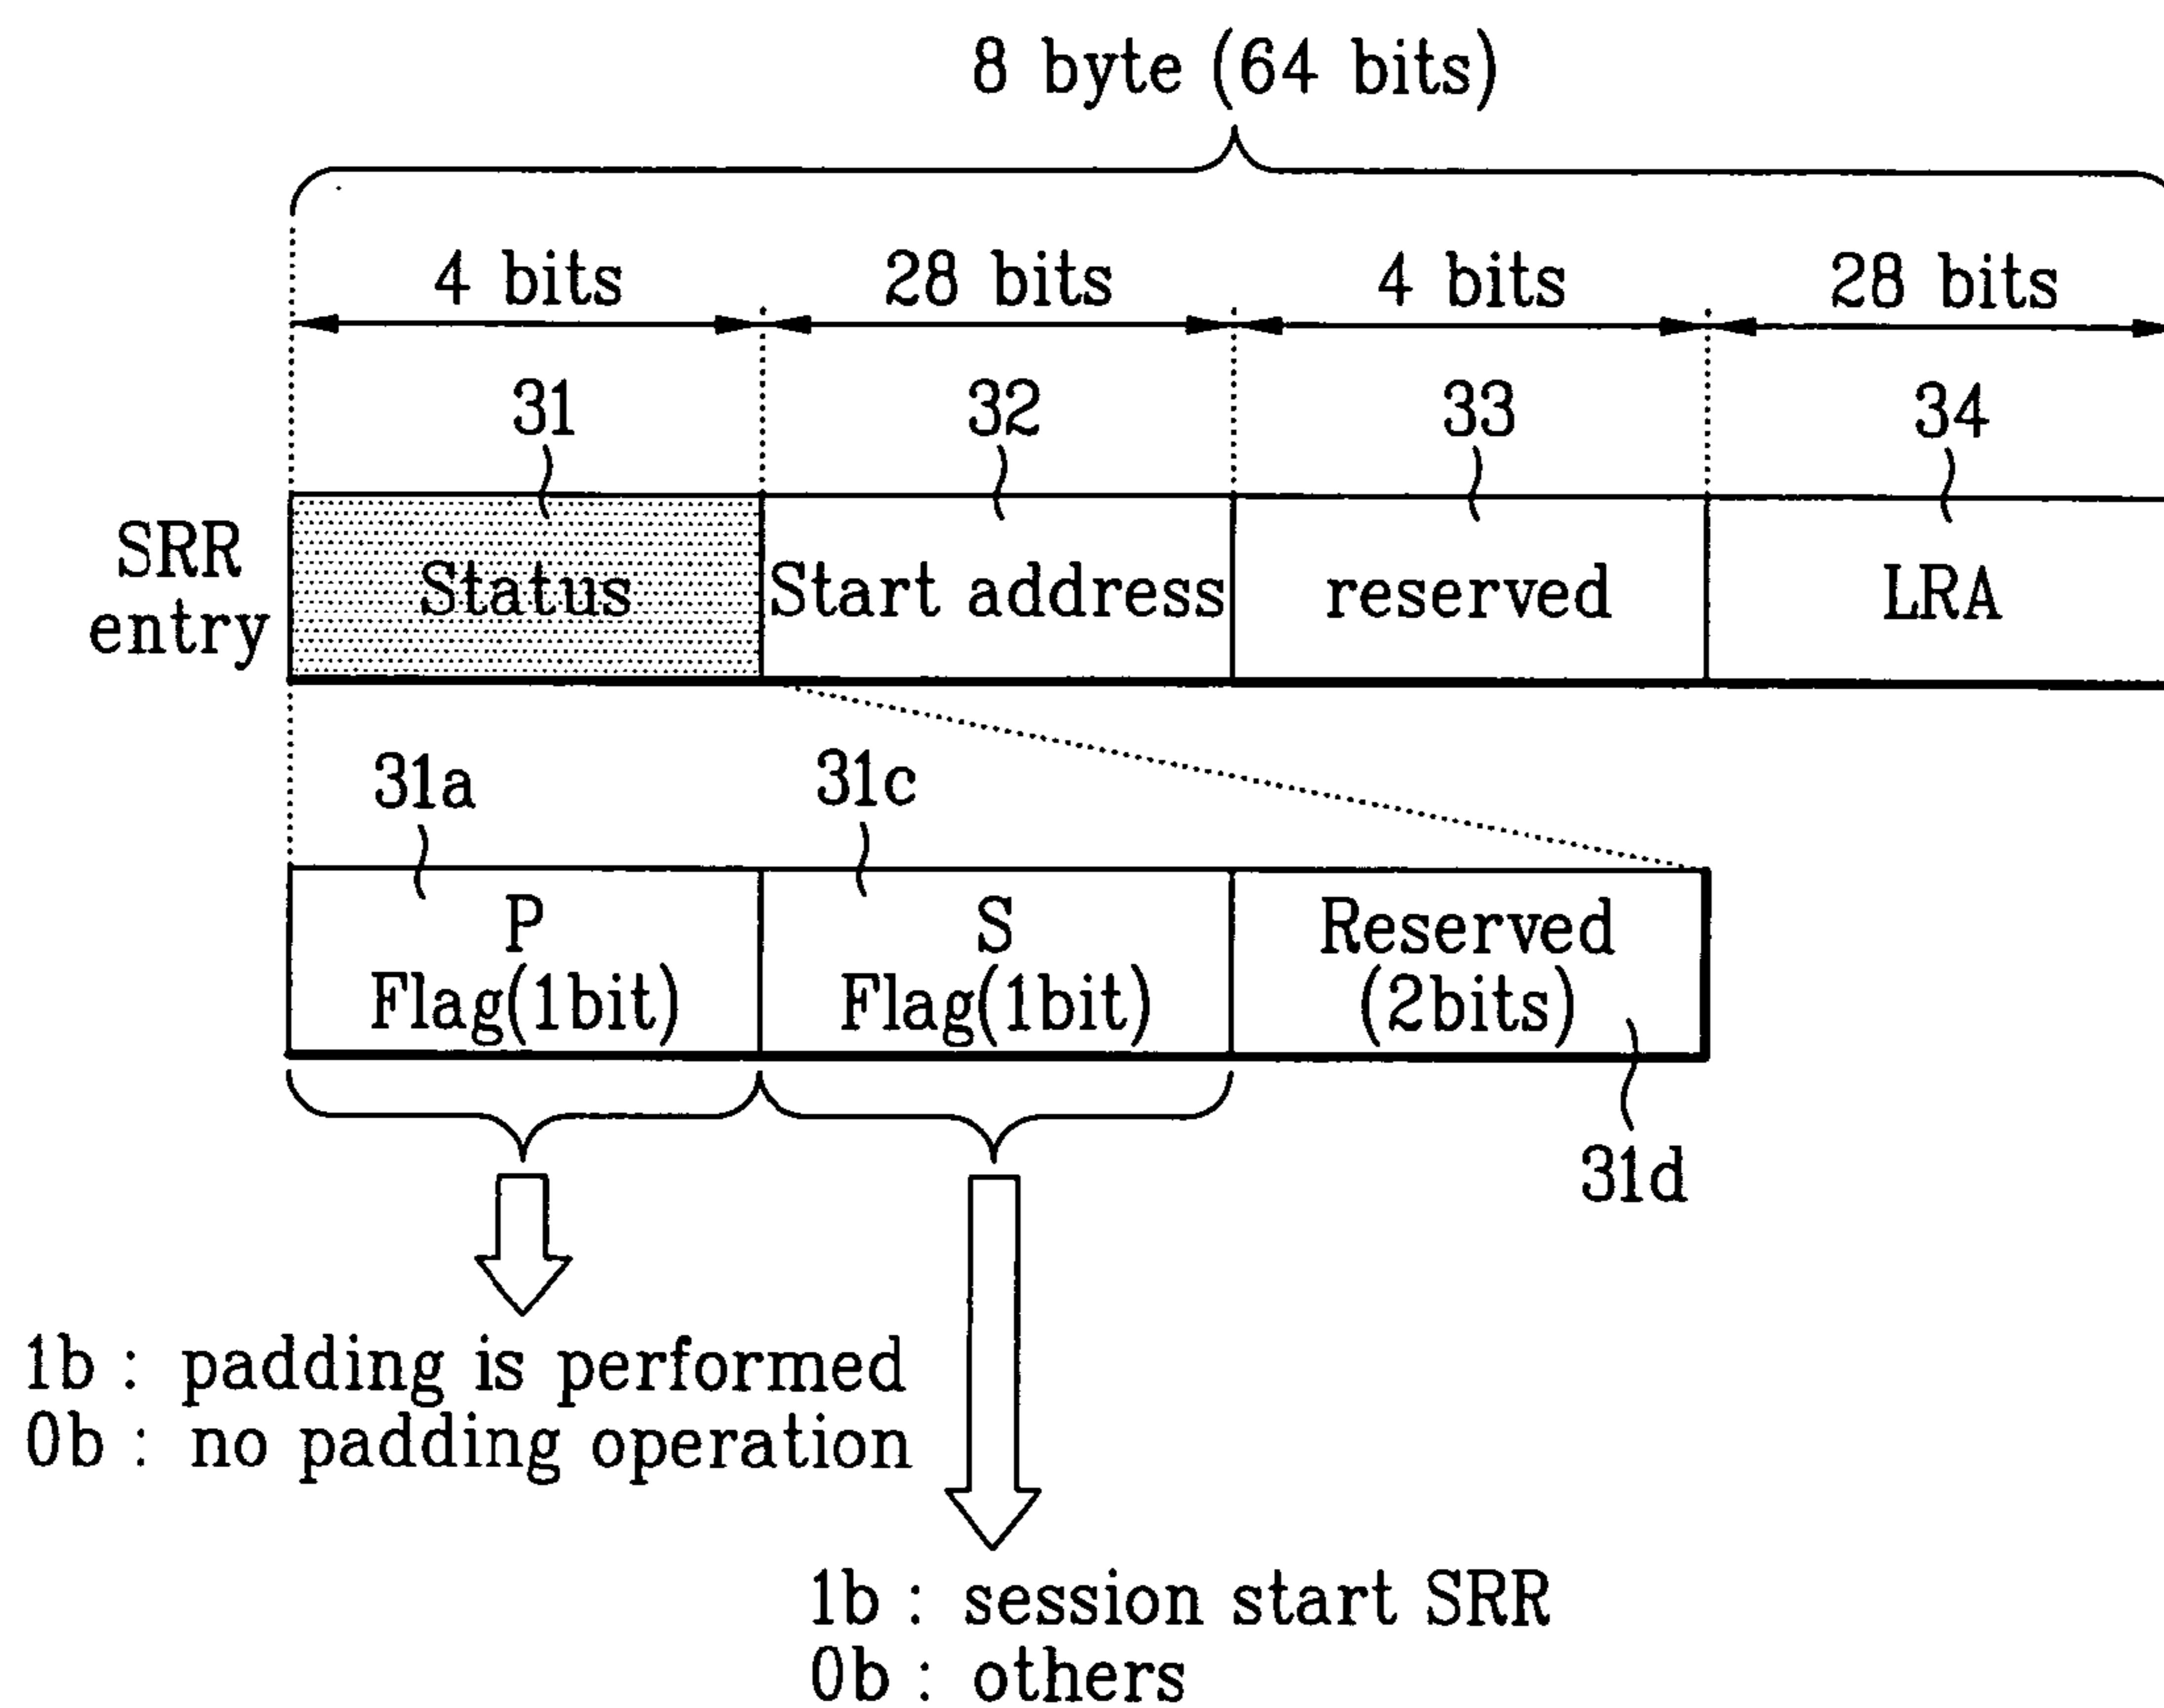 8 byte (64 bits)
4 bits 28 bits 4 bits 28 bits
31 32 33 34
SRR entry
Status Start address reserved LRA
31a 31c
P Flag(1bit)
S Flag(1bit)
Reserved (2bits)
31d
1b : padding is performed
0b : no padding operation
1b : session start SRR
0b : others